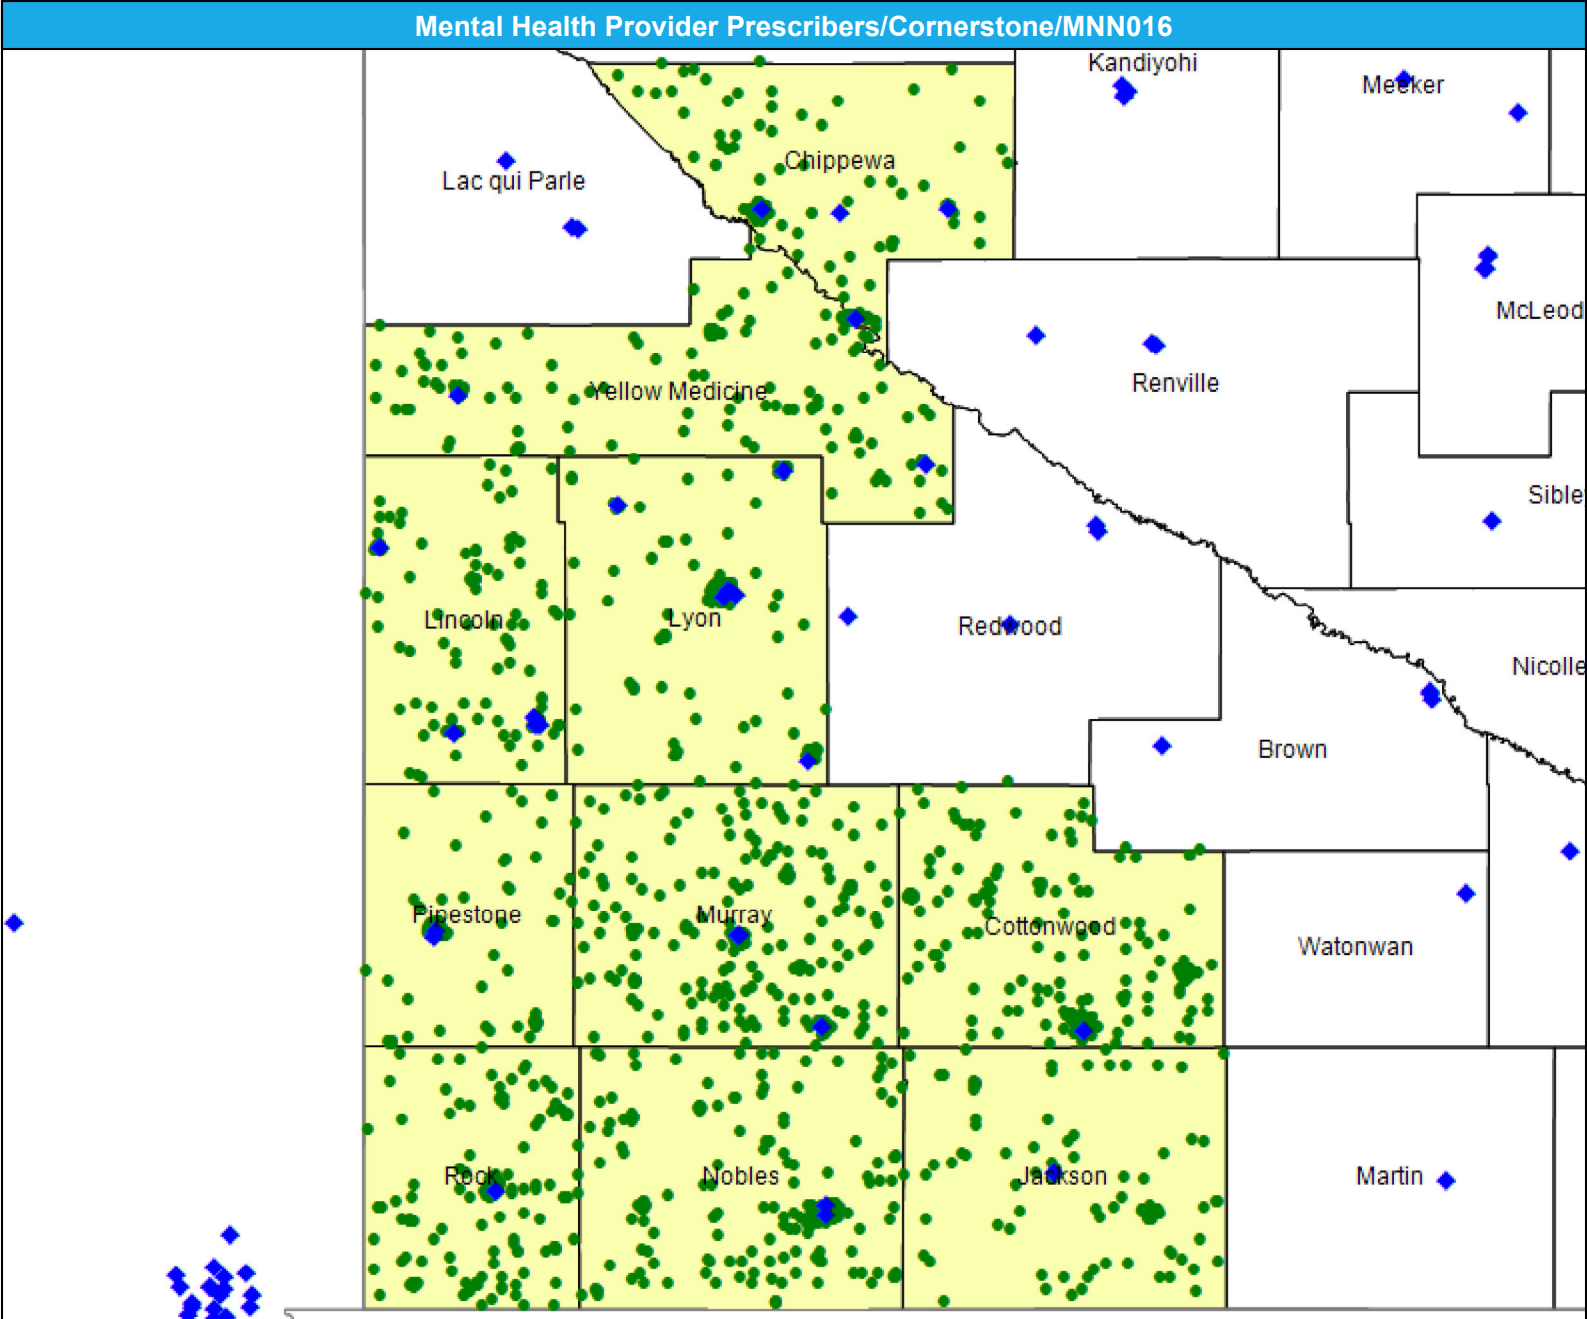 Mental Health Provider Prescribers/Cornerstone/MNN016
Kandiyohi
Meeker
Chippewa
Lac qui Parle
McLeod
Renville
Yellow Medicine
Sible
Lincoln
Lyon
Redwood
Nicolle
Brown
Pipestone
Murray
Cottonwood
Watonwan
Rock
Nobles
Jackson
Martin